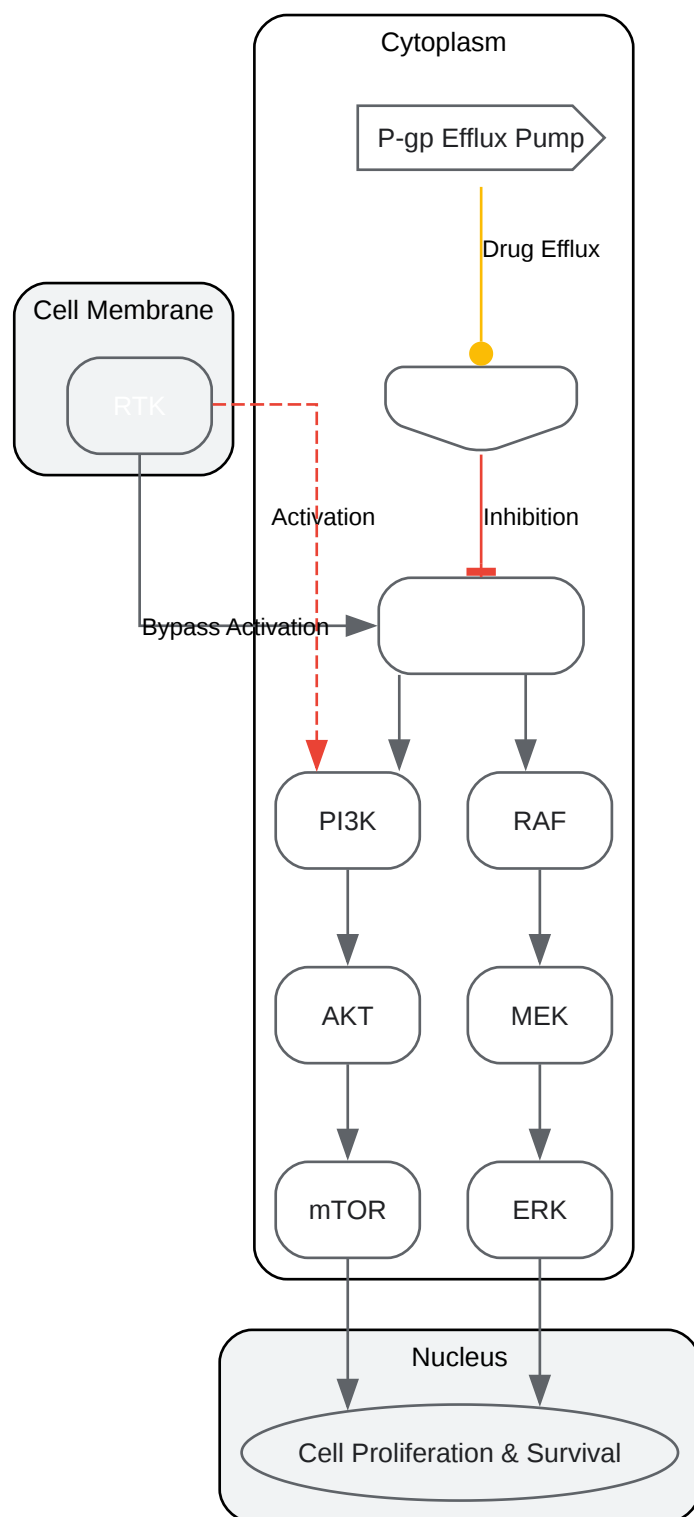 Cytoplasm
P-gp Efflux Pump
Drug Efflux
Cell Membrane
RTK
Activation
Inhibition
Bypass Activation
PI3K
RAF
AKT
MEK
mTOR
ERK
Nucleus
Cell Proliferation & Survival